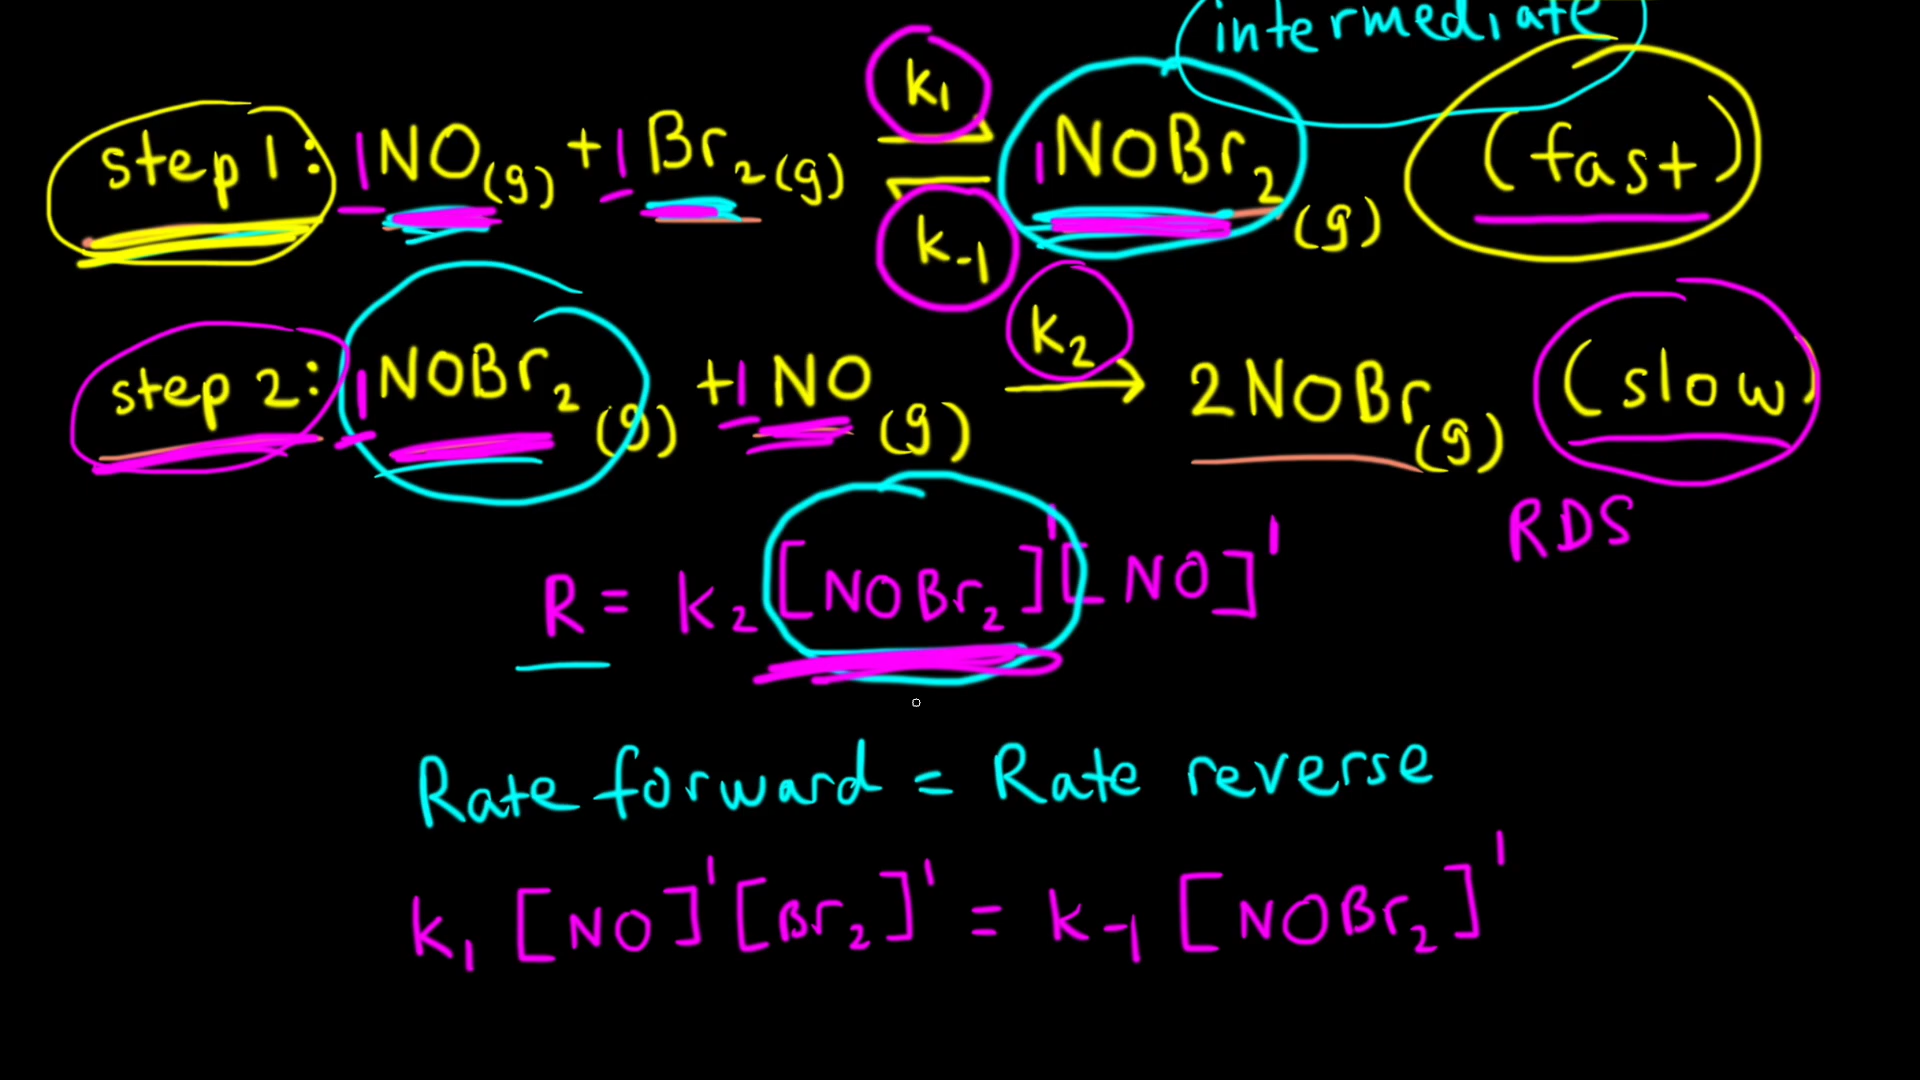 intermediate
step 1: 1NO(g) + 1Br₂(g) k₁ ⇌ k₋₁ 1NOBr₂(g) (fast)
step 2: 1NOBr₂(g) + 1NO(g) k₂ → 2NOBr(g) (slow)
RDS
R = k₂[NOBr₂]¹[NO]¹
Rate forward = Rate reverse
k₁[NO]¹[Br₂]¹ = k₋₁[NOBr₂]¹